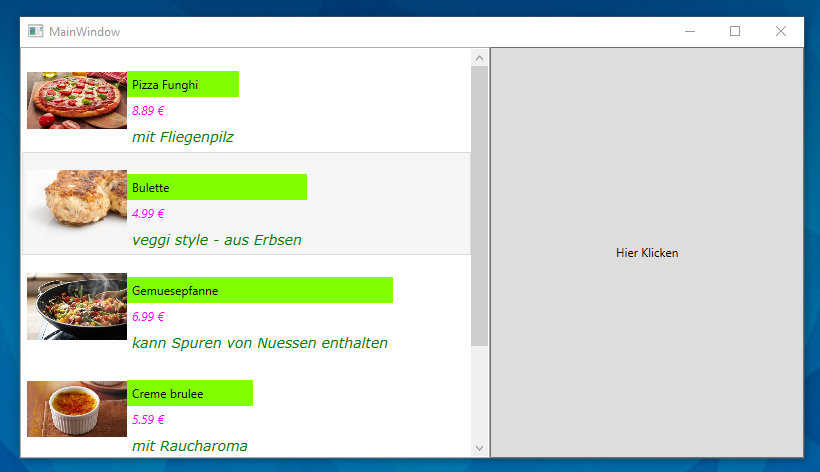 MainWindow
Pizza Funghi
8.89 €
mit Fliegenpilz
Bulette
4.99 €
veggi style - aus Erbsen
Gemuesepfanne
6.99 €
kann Spuren von Nuessen enthalten
Creme brulee
5.59 €
mit Raucharoma
Hier Klicken